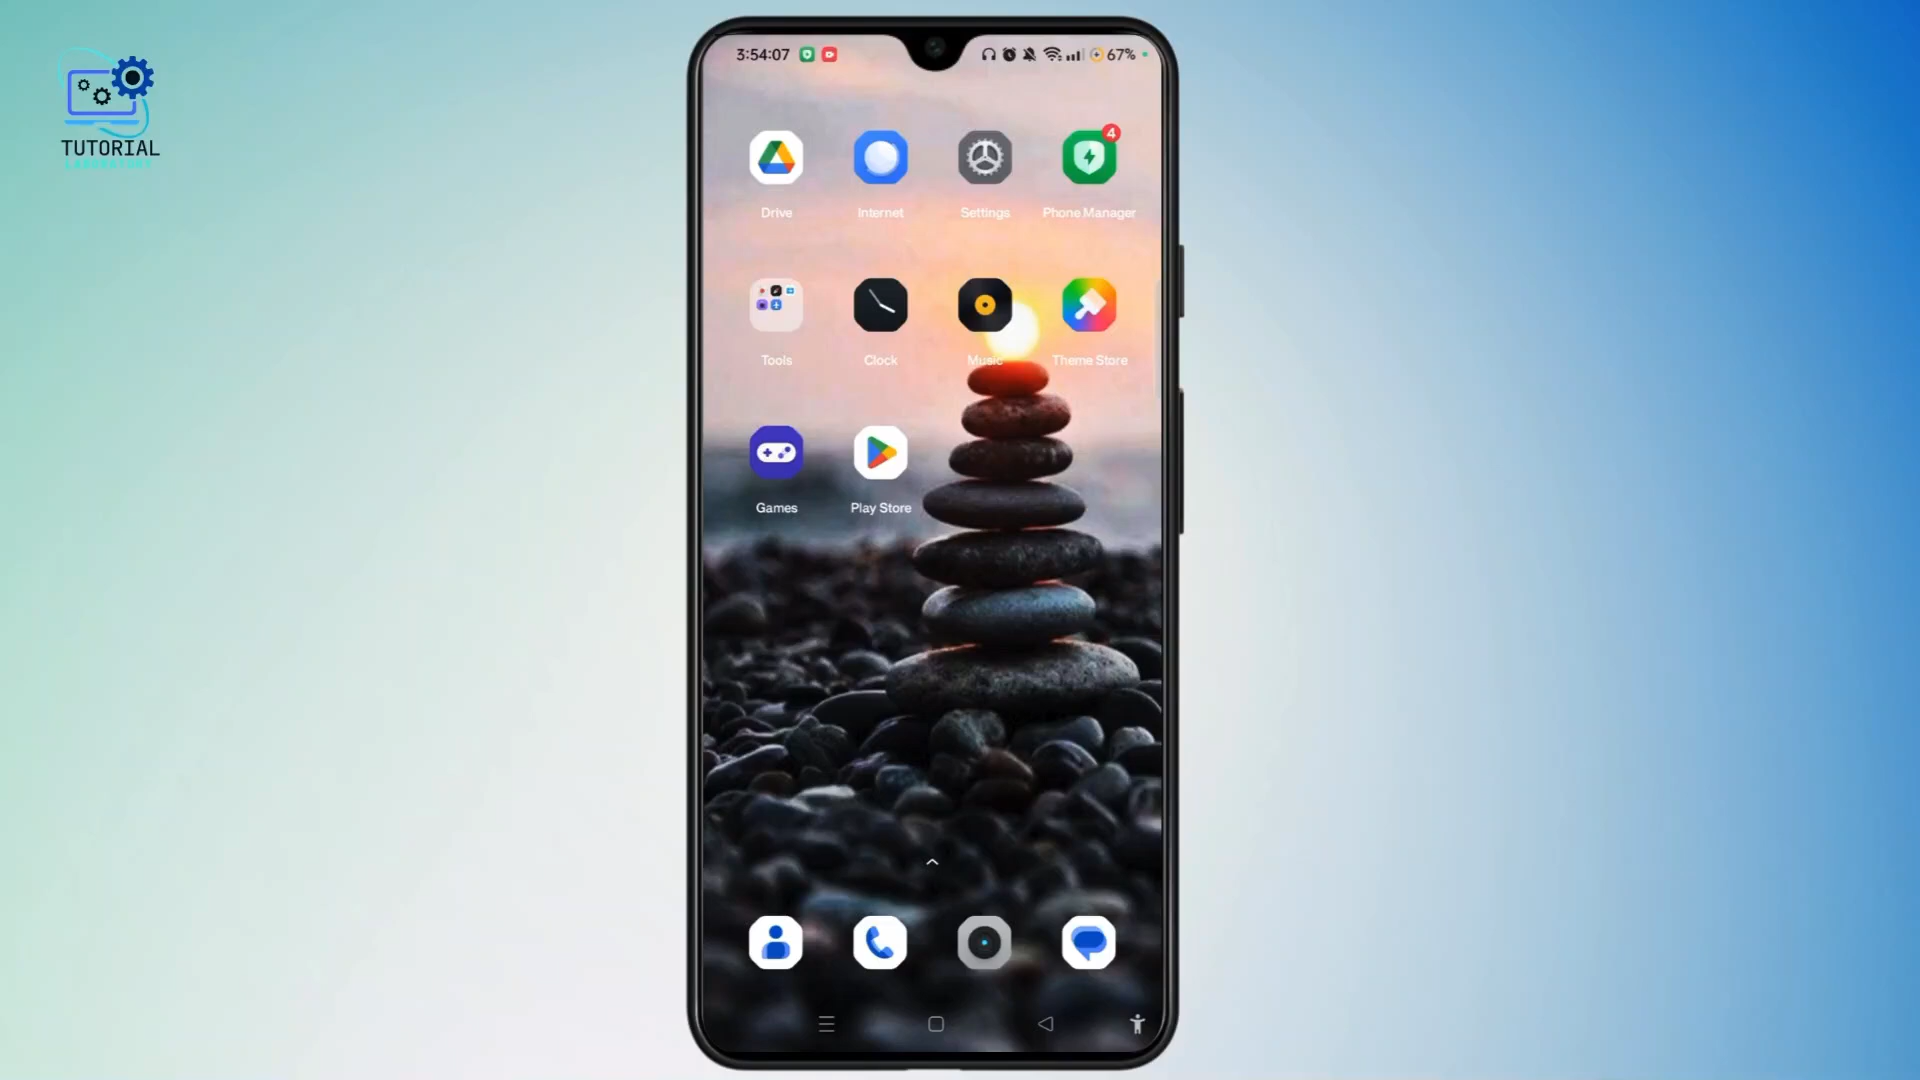 TUTORIAL
LABORATORY
3:54:07
67%
4
Drive
Internet
Settings
Phone Manager
Tools
Clock
Music
Theme Store
Games
Play Store